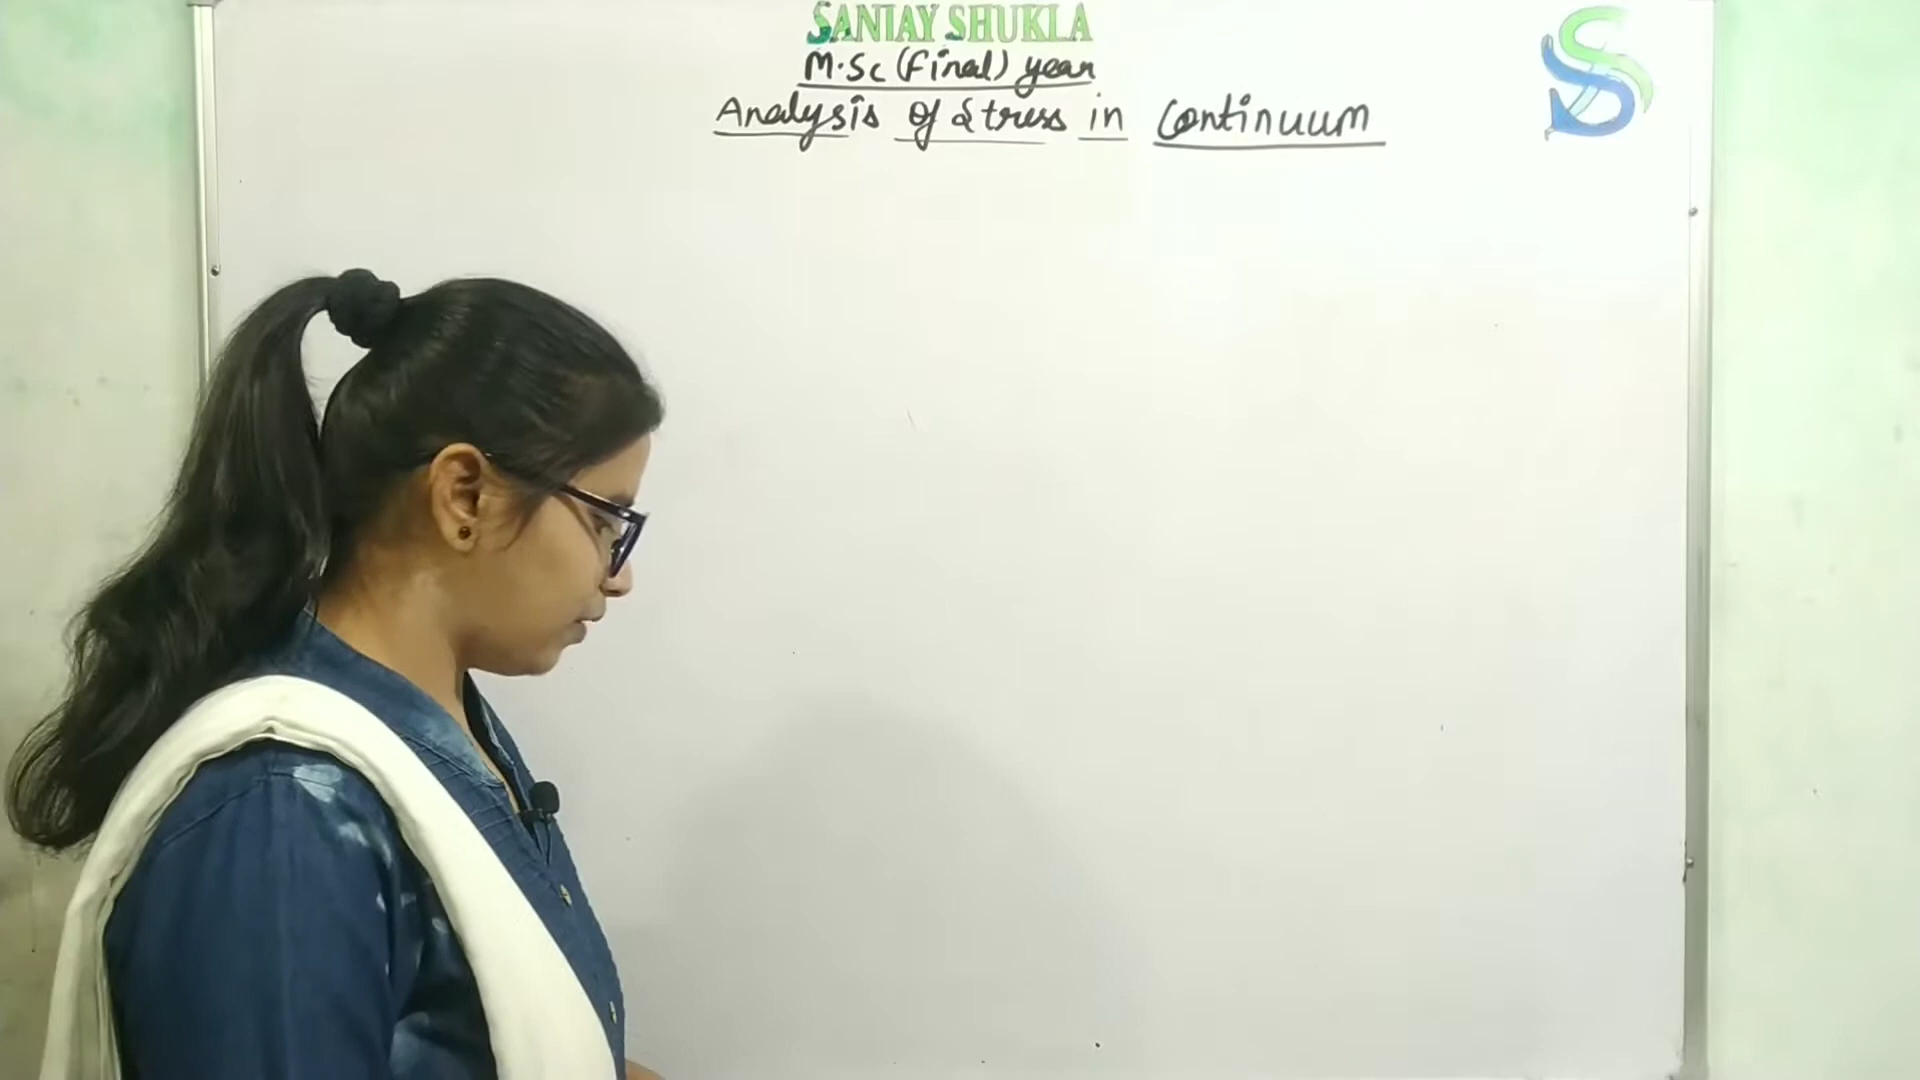 SANJAY SHUKLA
M.Sc (Final) year
Analysis of Stress in Continuum
S